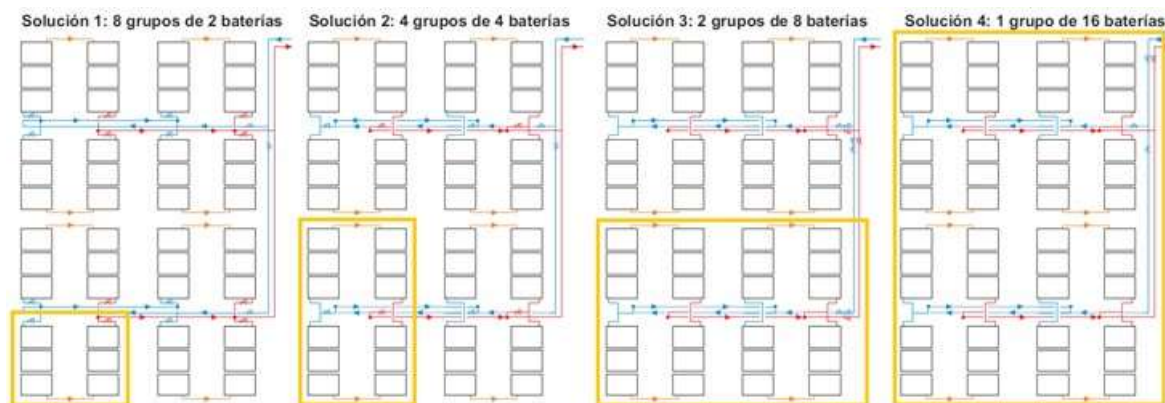 Solución 1: 8 grupos de 2 baterías
Solución 2: 4 grupos de 4 baterías
Solución 3: 2 grupos de 8 baterías
Solución 4: 1 grupo de 16 baterías